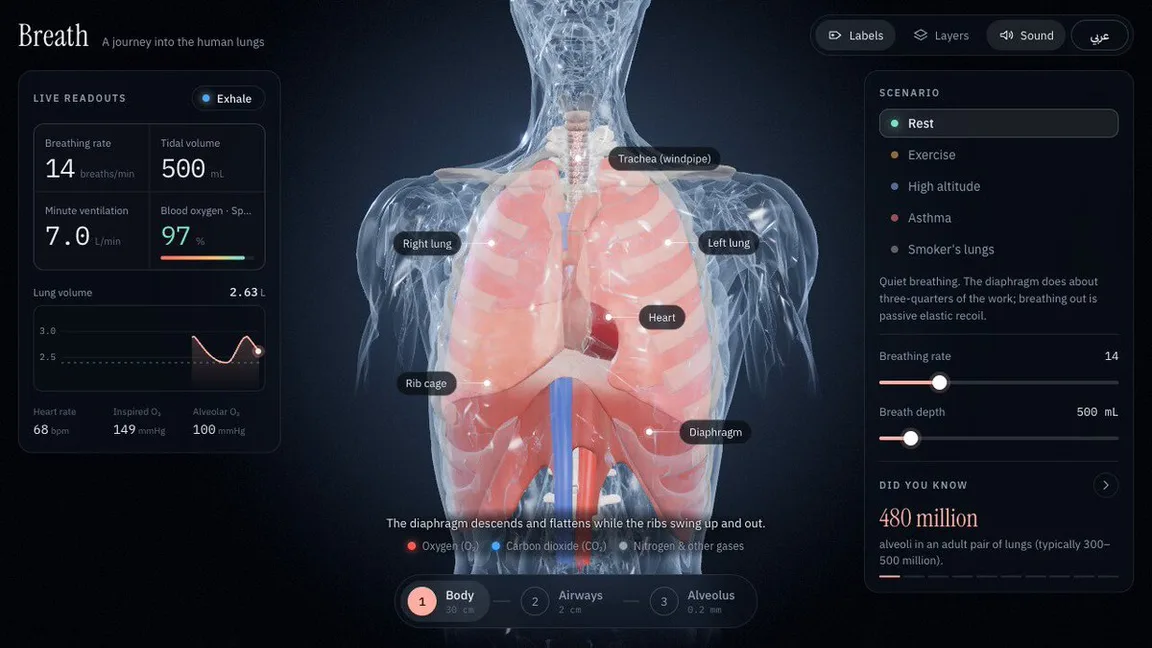 Breath
A journey into the human lungs
Labels
Layers
Sound
عربي
LIVE READOUTS
Exhale
Breathing rate
14 breaths/min
Tidal volume
500 mL
Minute ventilation
7.0 L/min
Blood oxygen · Sp...
97 %
Lung volume
2.63 L
3.0
2.5
Heart rate
68 bpm
Inspired O₂
149 mmHg
Alveolar O₂
100 mmHg
Trachea (windpipe)
Right lung
Left lung
Heart
Rib cage
Diaphragm
The diaphragm descends and flattens while the ribs swing up and out.
Oxygen (O₂)
Carbon dioxide (CO₂)
Nitrogen & other gases
1 Body
30 cm
2 Airways
2 cm
3 Alveolus
0.2 mm
SCENARIO
Rest
Exercise
High altitude
Asthma
Smoker's lungs
Quiet breathing. The diaphragm does about
three-quarters of the work; breathing out is
passive elastic recoil.
Breathing rate
14
Breath depth
500 mL
DID YOU KNOW
480 million
alveoli in an adult pair of lungs (typically 300–
500 million).